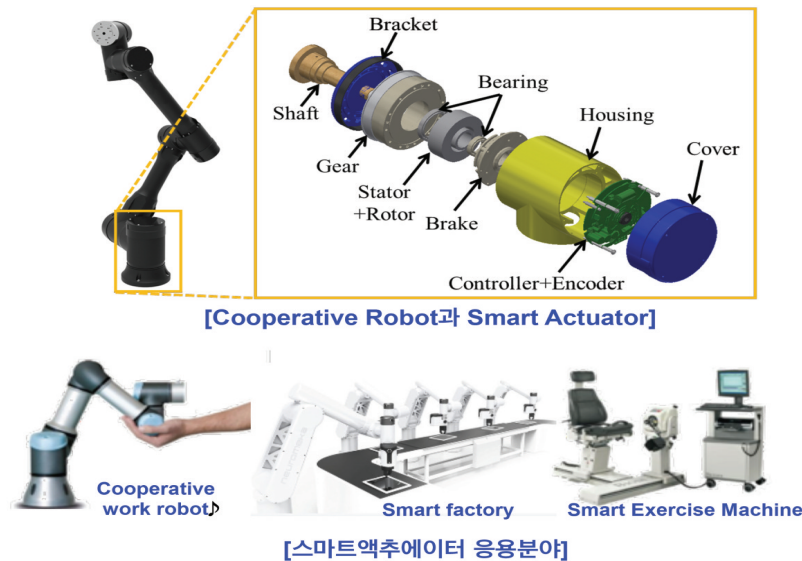 Bracket
Bearing
Shaft
Housing
Gear
Cover
Stator
+Rotor
Brake
Controller+Encoder
[Cooperative Robot과 Smart Actuator]
Cooperative
work robot♪
Smart factory
Smart Exercise Machine
[스마트액추에이터 응용분야]